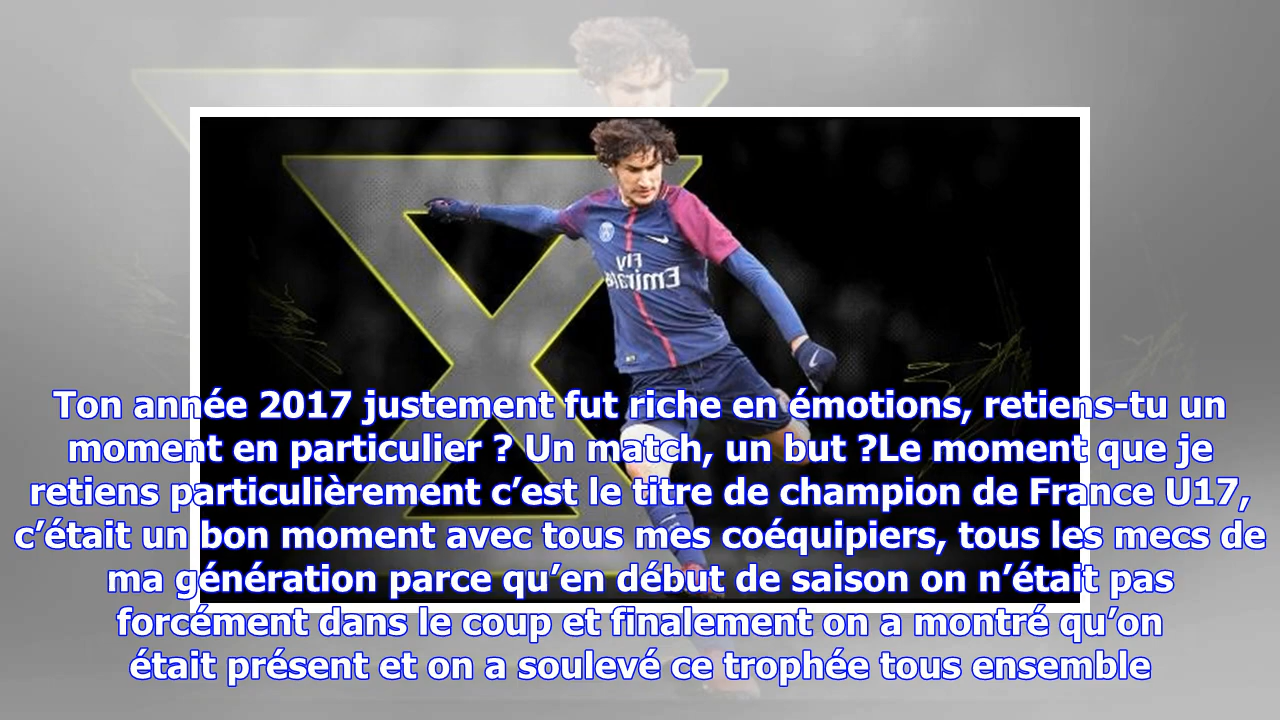 Fly
Emirates
Ton année 2017 justement fut riche en émotions, retiens-tu un
moment en particulier ? Un match, un but ?Le moment que je
retiens particulièrement c’est le titre de champion de France U17,
c’était un bon moment avec tous mes coéquipiers, tous les mecs de
ma génération parce qu’en début de saison on n’était pas
forcément dans le coup et finalement on a montré qu’on
était présent et on a soulevé ce trophée tous ensemble